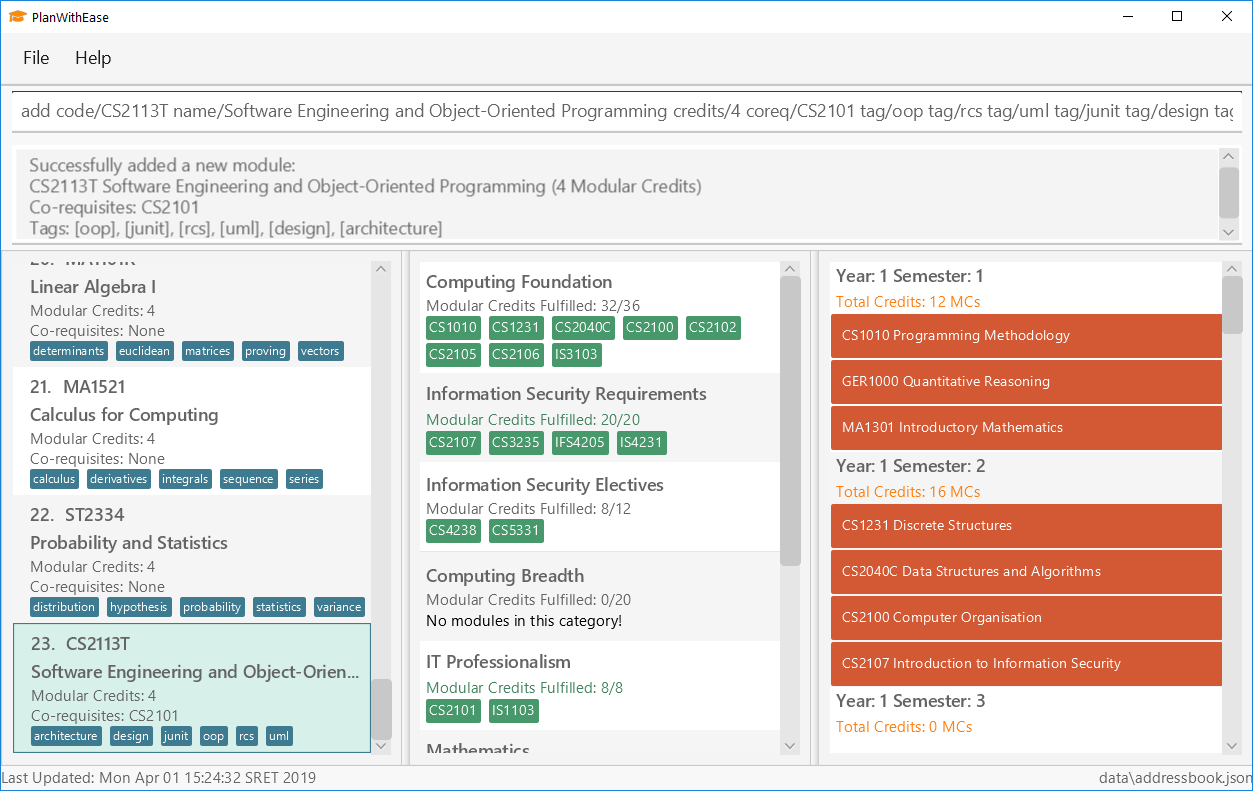 PlanWithEase
File Help
add code/CS2113T name/Software Engineering and Object-Oriented Programming credits/4 coreq/CS2101 tag/oop tag/rcs tag/uml tag/junit tag/design tag
Successfully added a new module:
CS2113T Software Engineering and Object-Oriented Programming (4 Modular Credits)
Co-requisites: CS2101
Tags: [oop], [junit], [rcs], [uml], [design], [architecture]
20. MA1101R
Linear Algebra I
Modular Credits: 4
Co-requisites: None
determinants euclidean matrices proving vectors
21. MA1521
Calculus for Computing
Modular Credits: 4
Co-requisites: None
calculus derivatives integrals sequence series
22. ST2334
Probability and Statistics
Modular Credits: 4
Co-requisites: None
distribution hypothesis probability statistics variance
23. CS2113T
Software Engineering and Object-Orien...
Modular Credits: 4
Co-requisites: CS2101
architecture design junit oop rcs uml
Computing Foundation
Modular Credits Fulfilled: 32/36
CS1010 CS1231 CS2040C CS2100 CS2102
CS2105 CS2106 IS3103
Information Security Requirements
Modular Credits Fulfilled: 20/20
CS2107 CS3235 IFS4205 IS4231
Information Security Electives
Modular Credits Fulfilled: 8/12
CS4238 CS5331
Computing Breadth
Modular Credits Fulfilled: 0/20
No modules in this category!
IT Professionalism
Modular Credits Fulfilled: 8/8
CS2101 IS1103
Mathematics
Year: 1 Semester: 1
Total Credits: 12 MCs
CS1010 Programming Methodology
GER1000 Quantitative Reasoning
MA1301 Introductory Mathematics
Year: 1 Semester: 2
Total Credits: 16 MCs
CS1231 Discrete Structures
CS2040C Data Structures and Algorithms
CS2100 Computer Organisation
CS2107 Introduction to Information Security
Year: 1 Semester: 3
Total Credits: 0 MCs
Last Updated: Mon Apr 01 15:24:32 SRET 2019
data\addressbook.json